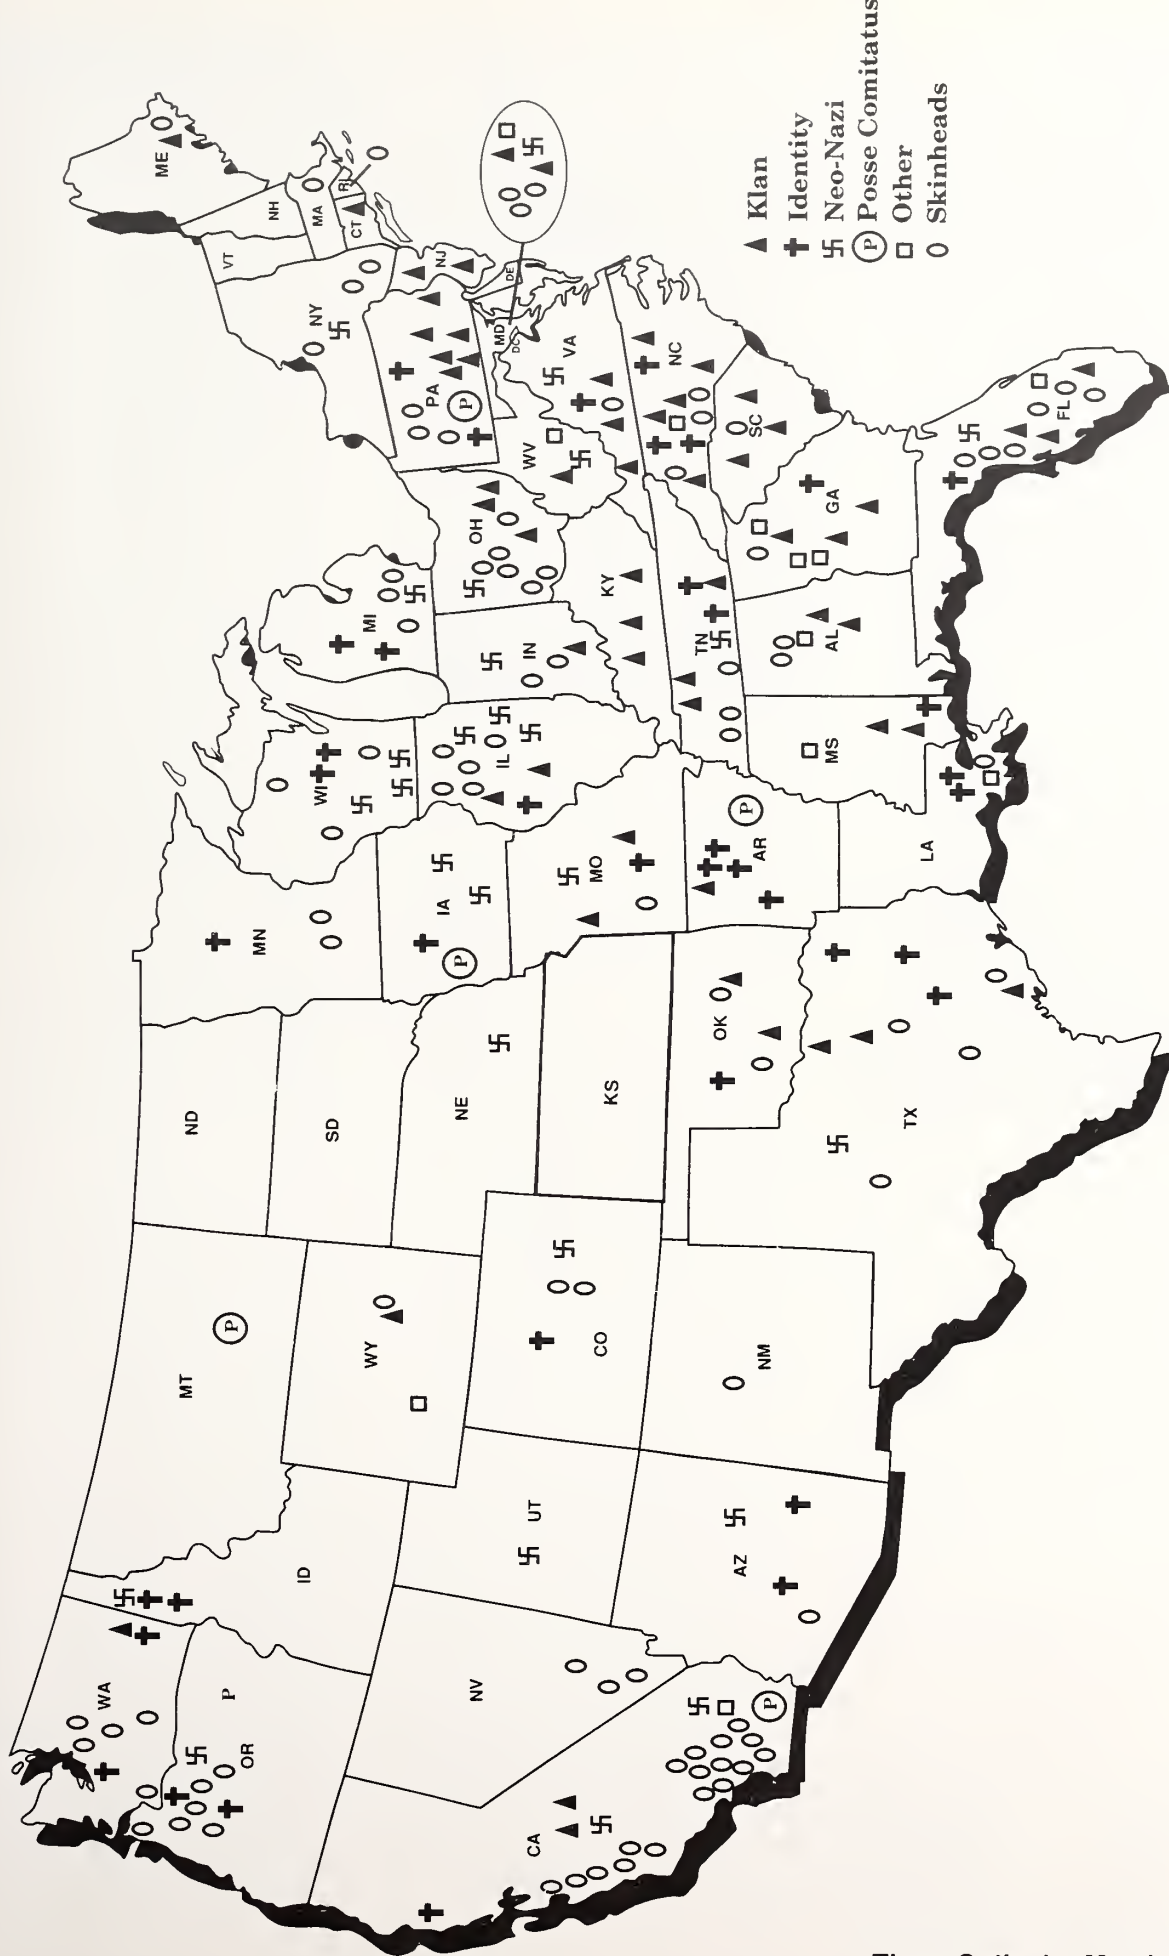 WA
OR
P
CA
NV
ID
MT
WY
UT
AZ
CO
NM
ND
SD
NE
KS
OK
TX
MN
IA
MO
AR
LA
WI
IL
MI
IN
OH
KY
TN
MS
AL
GA
FL
SC
NC
VA
WV
PA
NY
VT
NH
ME
MA
RI
CT
NJ
DE
MD
DC
P
P
P
P
P
Klan
Identity
Neo-Nazi
P Posse Comitatus
Other
Skinheads